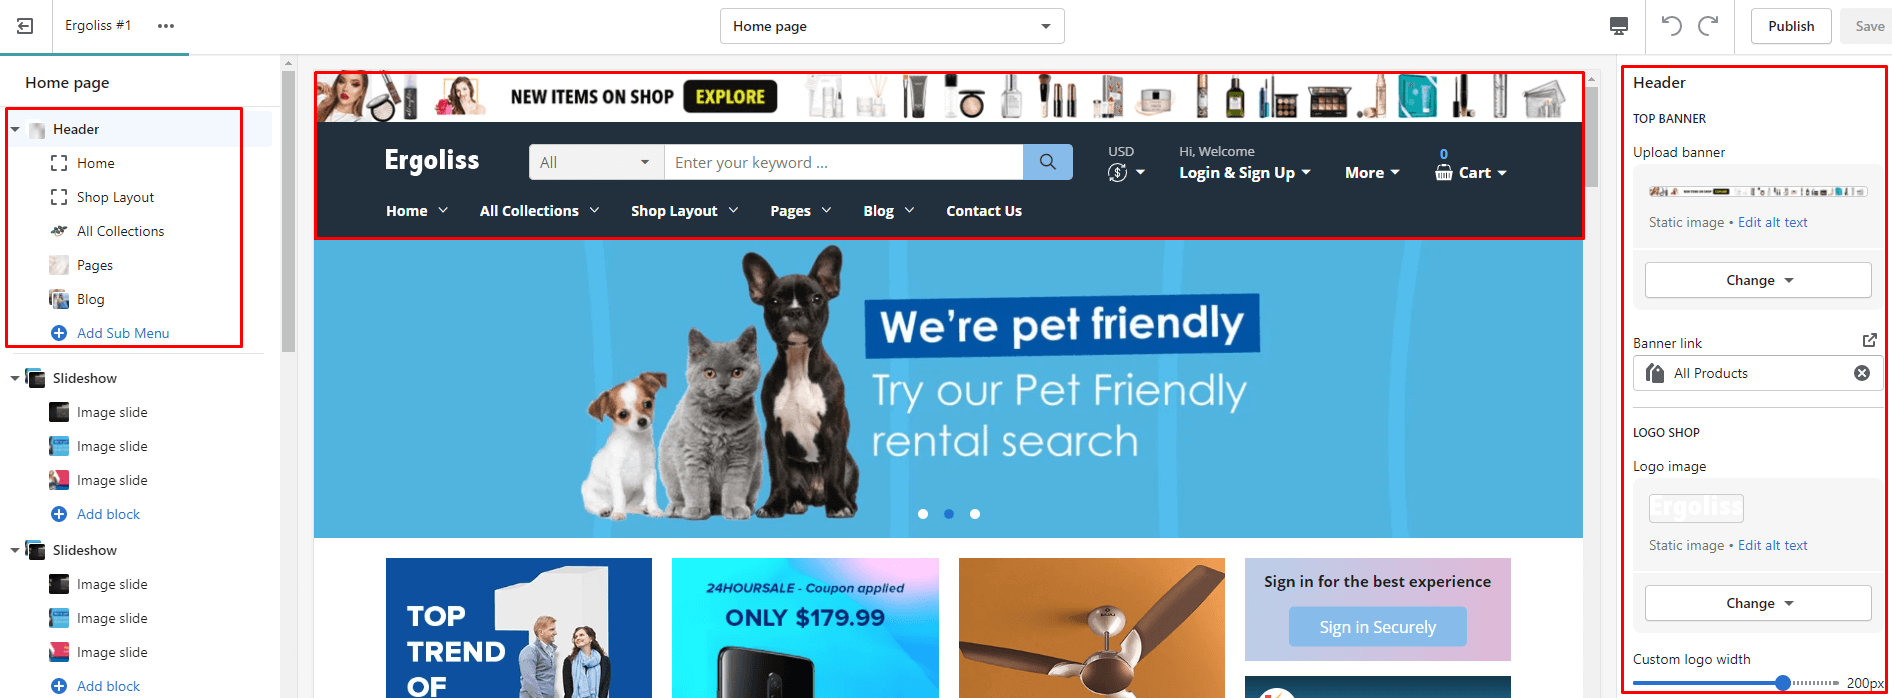 Ergoliss #1
Home page
Publish
Save
Home page
Header
Home
Shop Layout
All Collections
Pages
Blog
Add Sub Menu
Slideshow
Image slide
Image slide
Image slide
Add block
Slideshow
Image slide
Image slide
Image slide
Add block
NEW ITEMS ON SHOP EXPLORE
Ergoliss
All
Enter your keyword ...
USD
Hi, Welcome
Login & Sign Up
More
0
Cart
Home
All Collections
Shop Layout
Pages
Blog
Contact Us
We're pet friendly
Try our Pet Friendly
rental search
TOP
TREND
OF
1
24HOURSALE - Coupon applied
ONLY $179.99
Sign in for the best experience
Sign in Securely
Header
TOP BANNER
Upload banner
NEW ITEMS ON SHOP EXPLORE
Static image • Edit alt text
Change
Banner link
All Products
LOGO SHOP
Logo image
Ergoliss
Static image • Edit alt text
Change
Custom logo width
200px